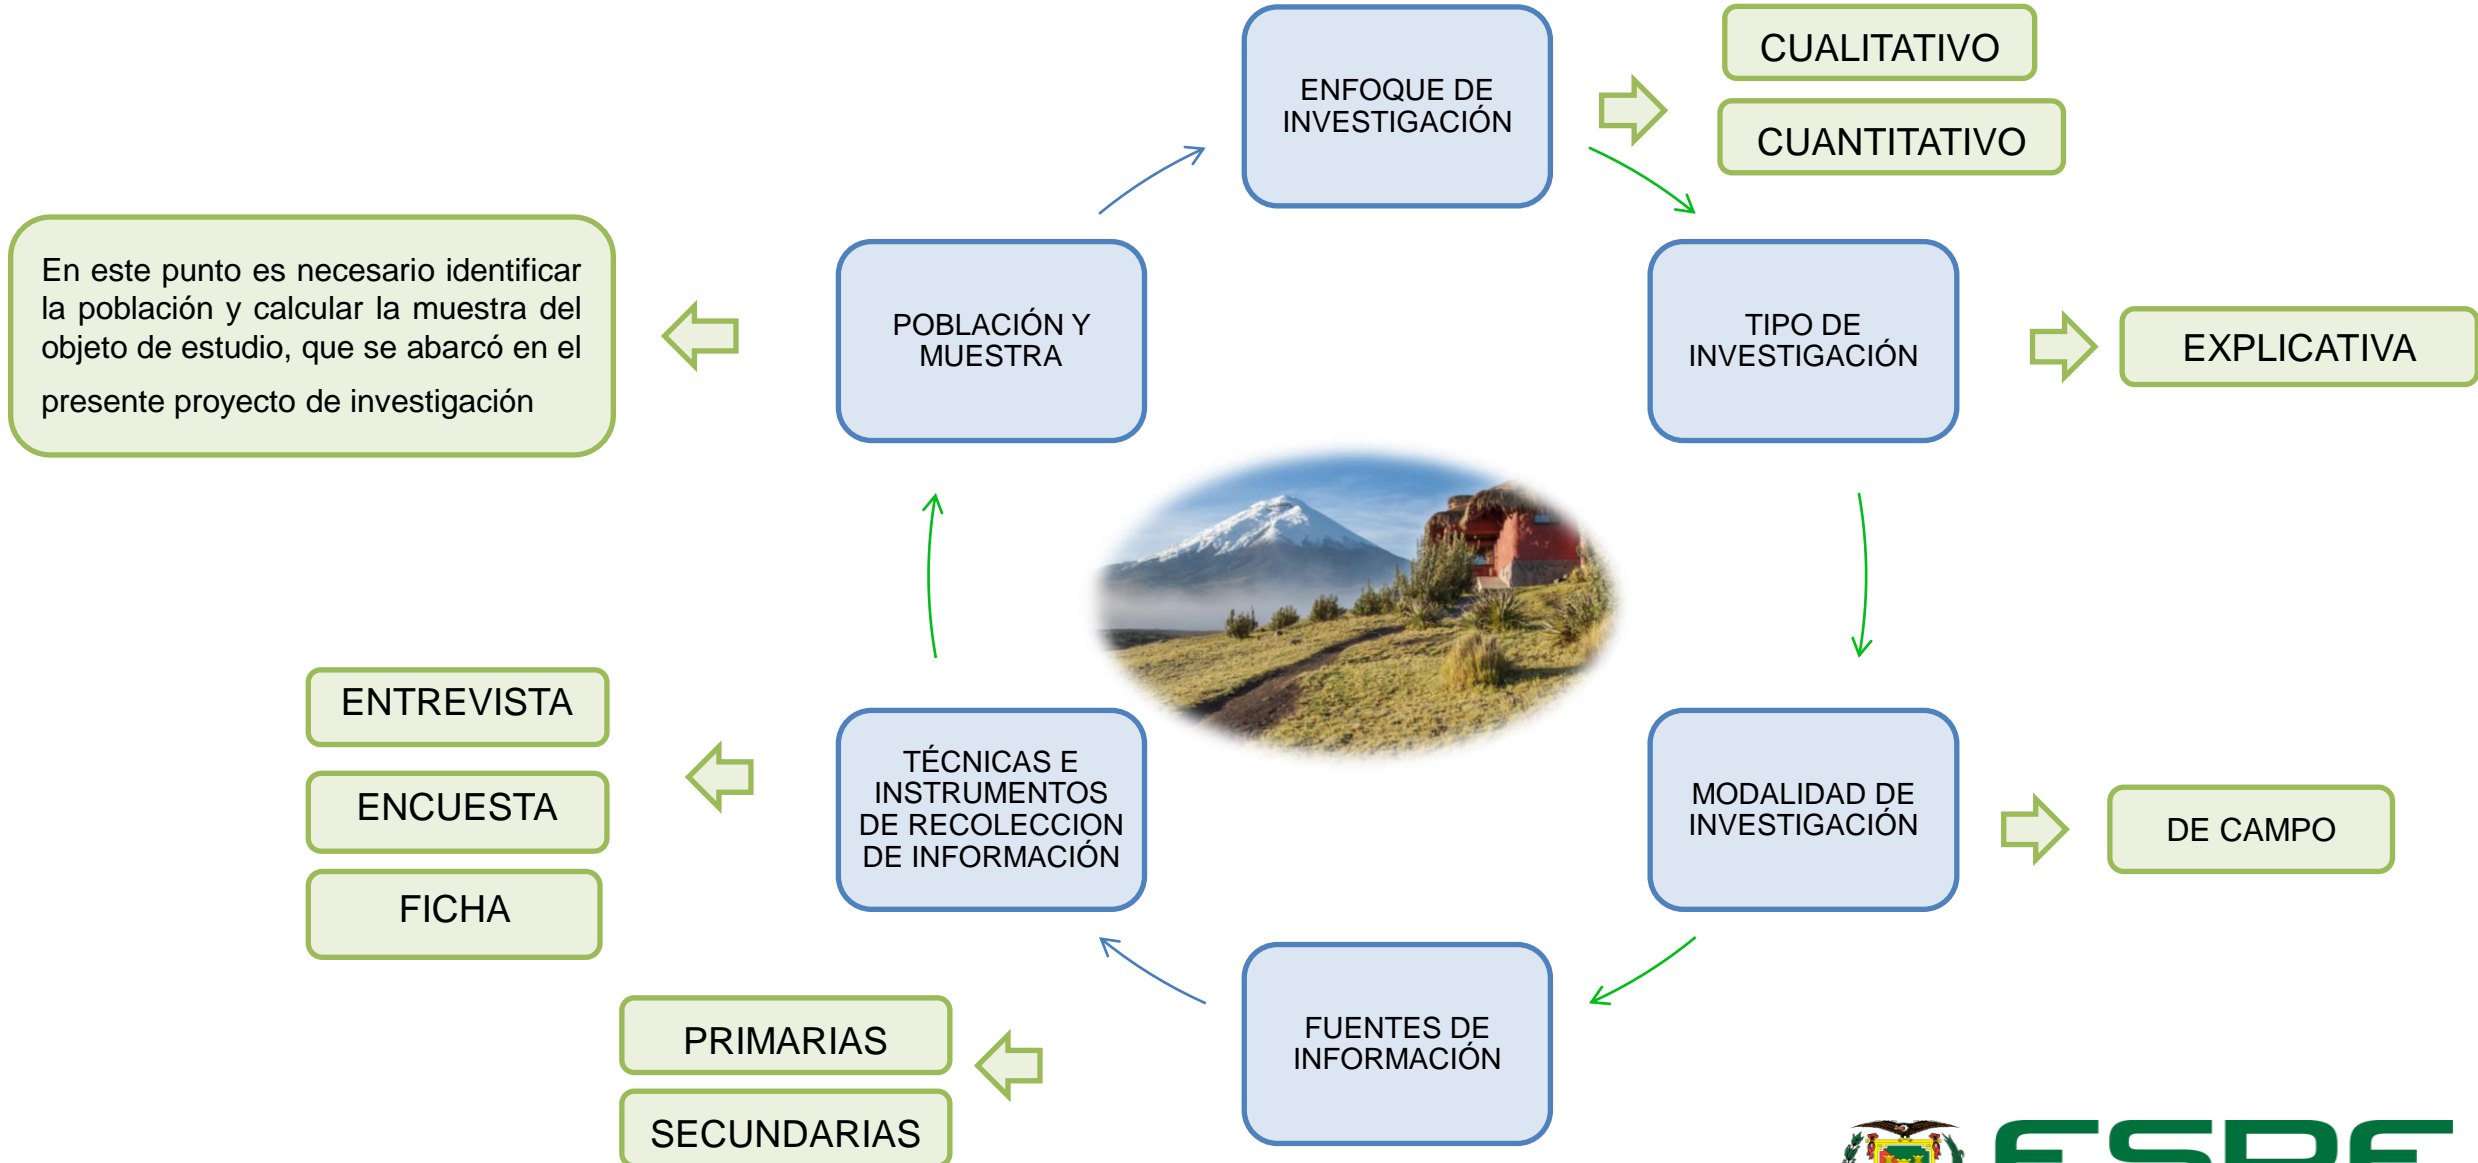 ENFOQUE DE
INVESTIGACIÓN
CUALITATIVO
CUANTITATIVO
TIPO DE
INVESTIGACIÓN
EXPLICATIVA
MODALIDAD DE
INVESTIGACIÓN
DE CAMPO
FUENTES DE
INFORMACIÓN
PRIMARIAS
SECUNDARIAS
TÉCNICAS E
INSTRUMENTOS
DE RECOLECCION
DE INFORMACIÓN
ENTREVISTA
ENCUESTA
FICHA
POBLACIÓN Y
MUESTRA
En este punto es necesario identificar
la población y calcular la muestra del
objeto de estudio, que se abarcó en el
presente proyecto de investigación
ESPE